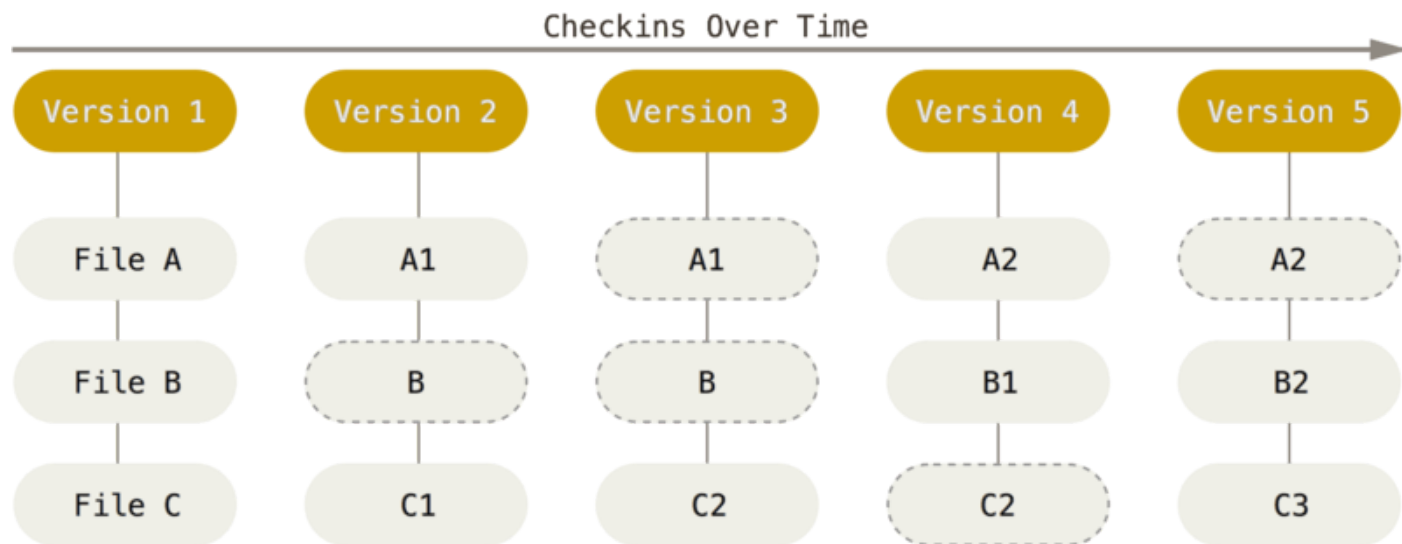 Checkins Over Time
Version 1 Version 2 Version 3 Version 4 Version 5
File A A1 A1 A2 A2
File B B B B1 B2
File C C1 C2 C2 C3